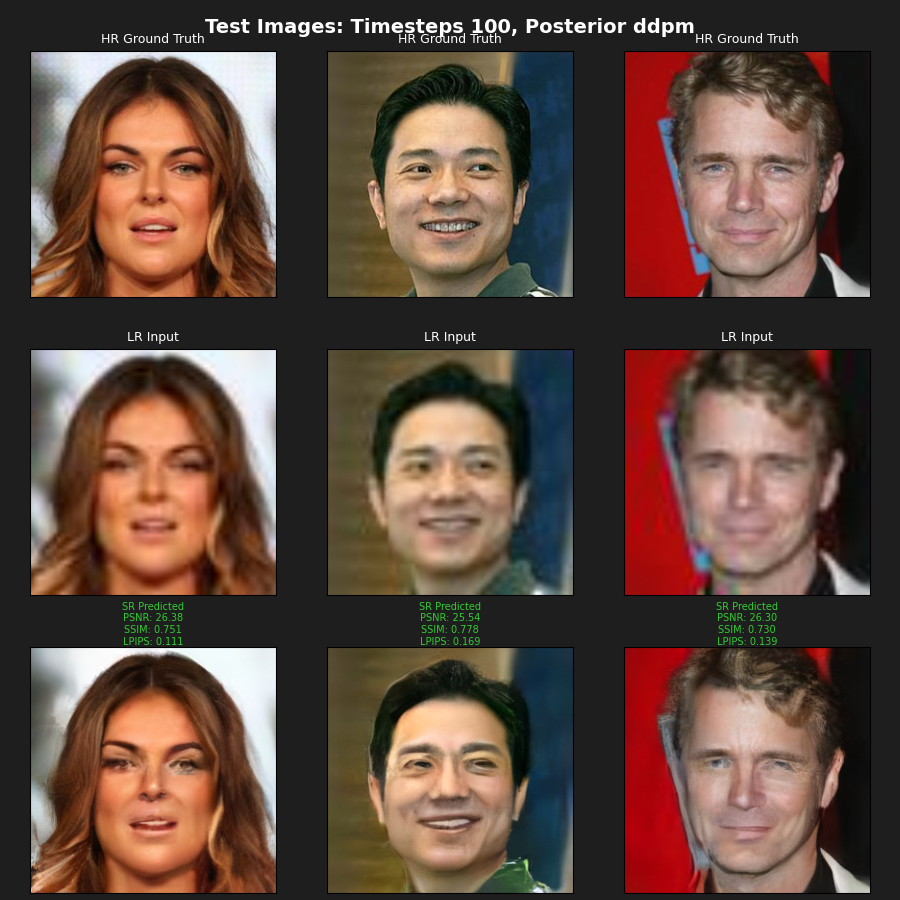 Test Images: Timesteps 100, Posterior ddpm
HR Ground Truth
HR Ground Truth
HR Ground Truth
LR Input
LR Input
LR Input
SR Predicted
PSNR: 26.38
SSIM: 0.751
LPIPS: 0.111
SR Predicted
PSNR: 25.54
SSIM: 0.778
LPIPS: 0.169
SR Predicted
PSNR: 26.30
SSIM: 0.730
LPIPS: 0.139